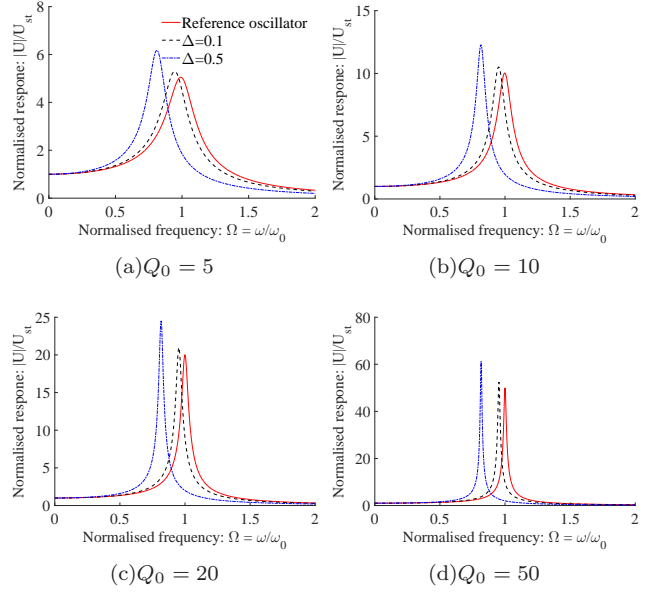 Reference oscillator
Δ=0.1
Δ=0.5
Normalised respone: |U|/U_st
8
6
4
2
0
0 0.5 1 1.5 2
Normalised frequency: Ω = ω/ω_0
(a)Q_0 = 5
Normalised respone: |U|/U_st
15
10
5
0
0 0.5 1 1.5 2
Normalised frequency: Ω = ω/ω_0
(b)Q_0 = 10
Normalised respone: |U|/U_st
25
20
15
10
5
0
0 0.5 1 1.5 2
Normalised frequency: Ω = ω/ω_0
(c)Q_0 = 20
Normalised respone: |U|/U_st
80
60
40
20
0
0 0.5 1 1.5 2
Normalised frequency: Ω = ω/ω_0
(d)Q_0 = 50